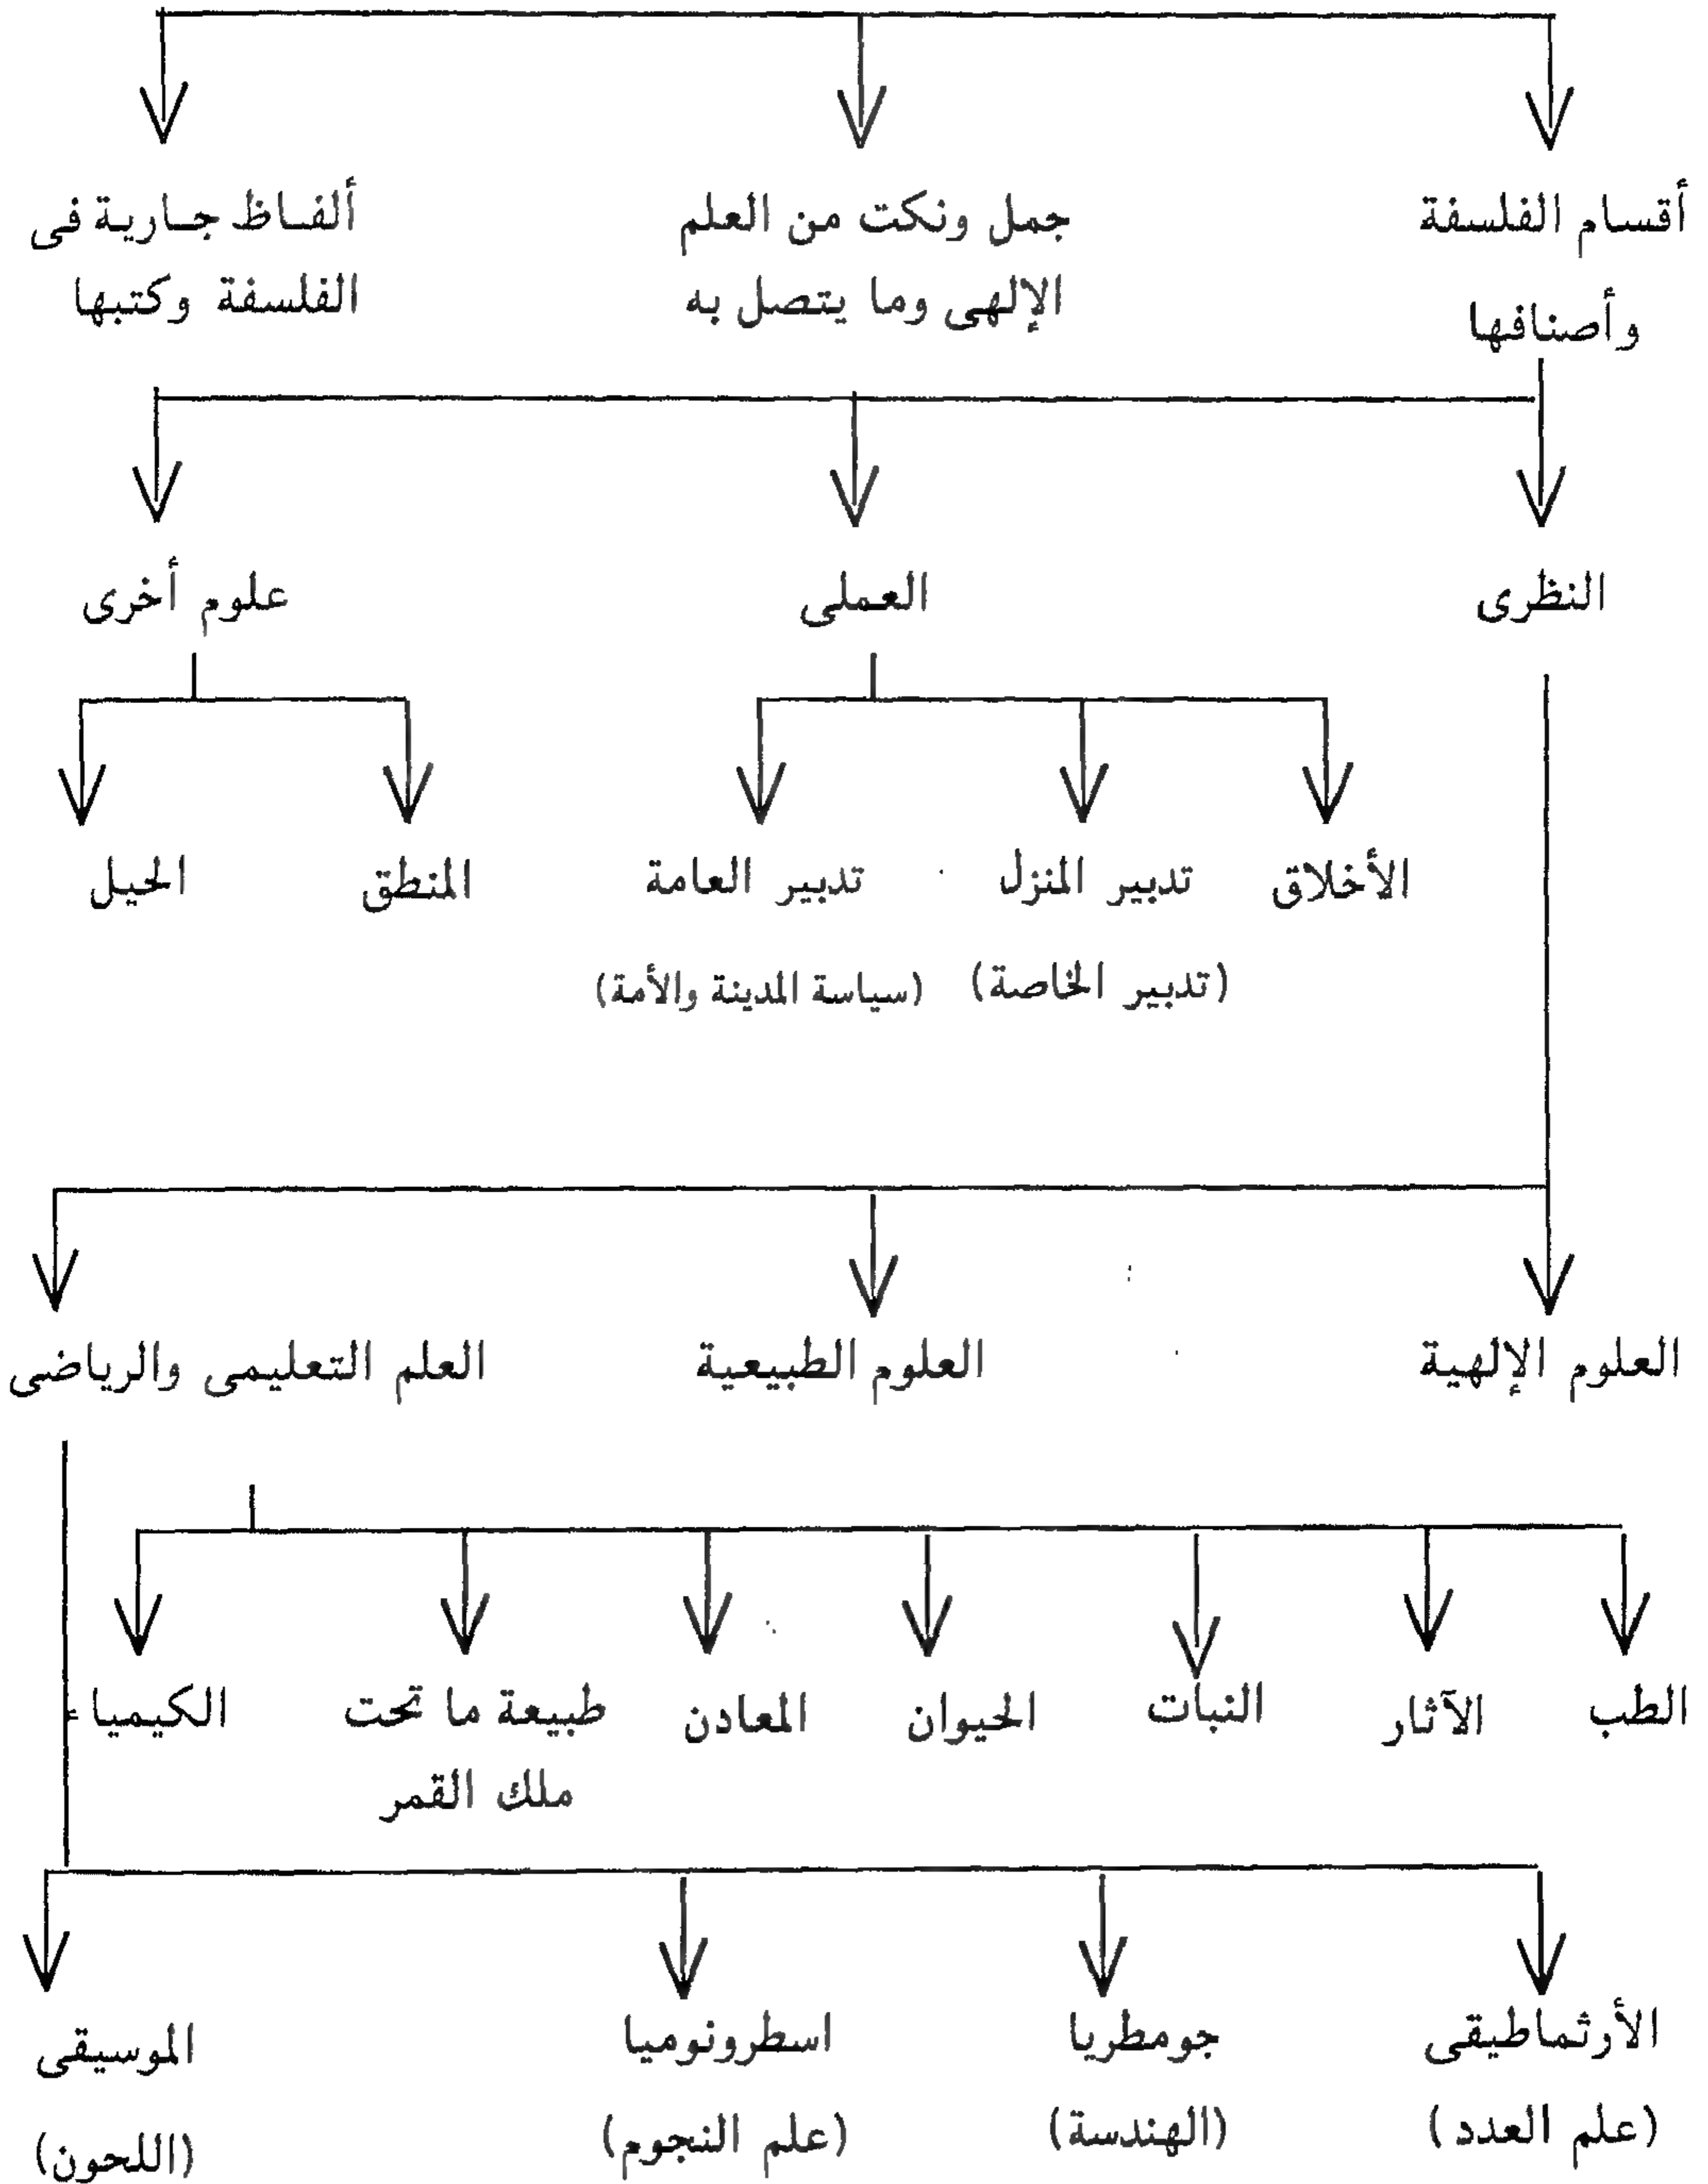 أقسام الفلسفة
وأصنافها
جمل ونكت من العلم
الإلهى وما يتصل به
ألفاظ جارية فى
الفلسفة وكتبها
النظرى
العملى
علوم أخرى
الأخلاق
تدبير المنزل
(تدبير الخاصة)
تدبير العامة
(سياسة المدينة والأمة)
المنطق
الحيل
العلوم الإلهية
العلوم الطبيعية
العلم التعليمى والرياضى
الطب
الآثار
النبات
الحيوان
المعادن
طبيعة ما تحت
ملك القمر
الكيمياء
الأرثماطيقى
(علم العدد)
جومطريا
(الهندسة)
اسطرونوميا
(علم النجوم)
الموسيقى
(اللحون)